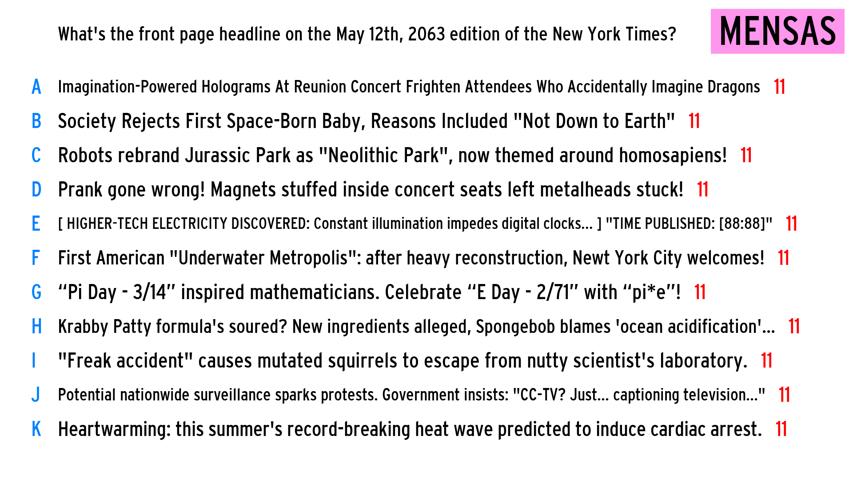 What's the front page headline on the May 12th, 2063 edition of the New York Times?
MENSAS
A Imagination-Powered Holograms At Reunion Concert Frighten Attendees Who Accidentally Imagine Dragons 11
B Society Rejects First Space-Born Baby, Reasons Included "Not Down to Earth" 11
C Robots rebrand Jurassic Park as "Neolithic Park", now themed around homosapiens! 11
D Prank gone wrong! Magnets stuffed inside concert seats left metalheads stuck! 11
E [ HIGHER-TECH ELECTRICITY DISCOVERED: Constant illumination impedes digital clocks... ] "TIME PUBLISHED: [88:88]" 11
F First American "Underwater Metropolis": after heavy reconstruction, Newt York City welcomes! 11
G “Pi Day - 3/14” inspired mathematicians. Celebrate “E Day - 2/71” with “pi*e”! 11
H Krabby Patty formula's soured? New ingredients alleged, Spongebob blames 'ocean acidification'... 11
I "Freak accident" causes mutated squirrels to escape from nutty scientist's laboratory. 11
J Potential nationwide surveillance sparks protests. Government insists: "CC-TV? Just... captioning television..." 11
K Heartwarming: this summer's record-breaking heat wave predicted to induce cardiac arrest. 11